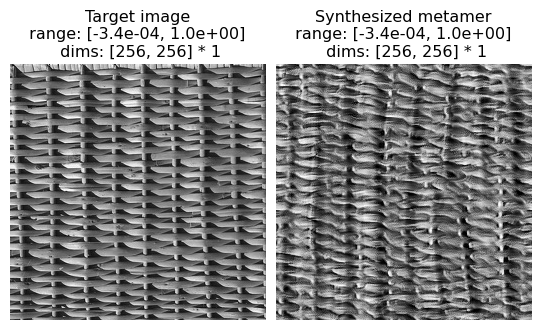 Target image
range: [-3.4e-04, 1.0e+00]
dims: [256, 256] * 1
Synthesized metamer
range: [-3.4e-04, 1.0e+00]
dims: [256, 256] * 1